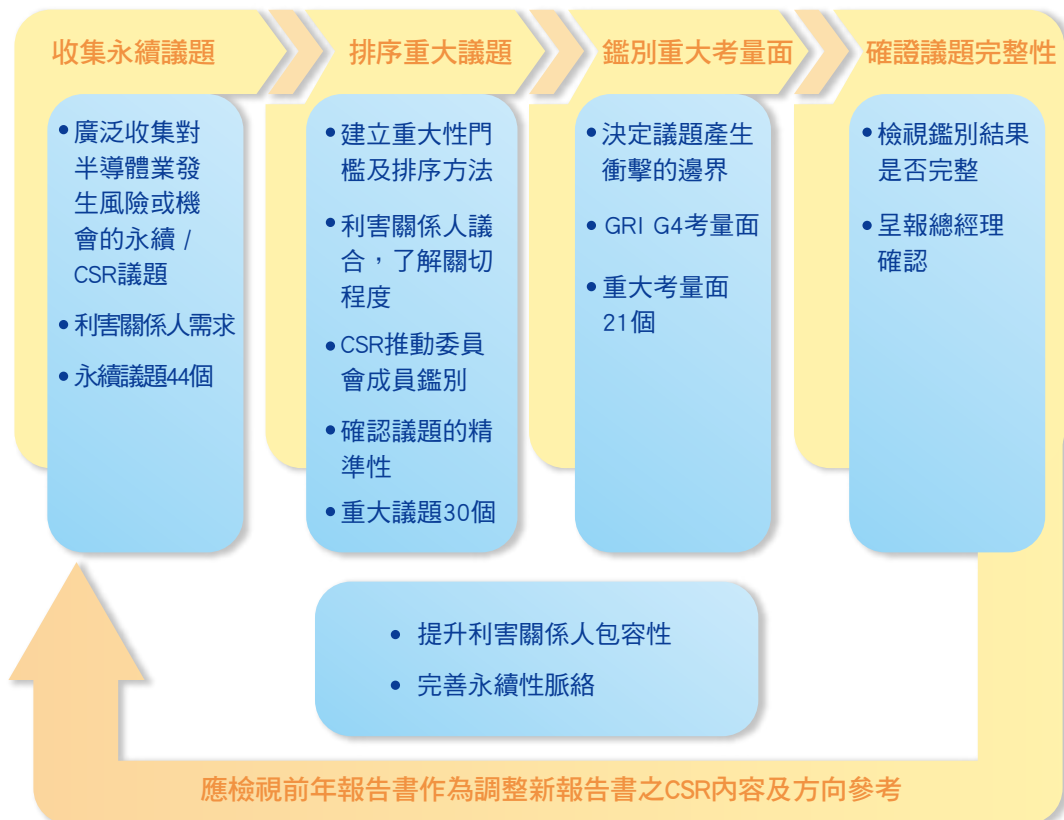 收集永續議題
排序重大議題
鑑別重大考量面
確證議題完整性
•廣泛收集對
半導體業發
生風險或機
會的永續 /
CSR議題
•利害關係人需求
•永續議題44個
•建立重大性門
檻及排序方法
•利害關係人議
合，了解關切
程度
•CSR推動委員
會成員鑑別
•確認議題的精
準性
•重大議題30個
•決定議題產生
衝擊的邊界
•GRI G4考量面
•重大考量面
21個
•檢視鑑別結果
是否完整
•呈報總經理
確認
• 提升利害關係人包容性
• 完善永續性脈絡
應檢視前年報告書作為調整新報告書之CSR內容及方向參考